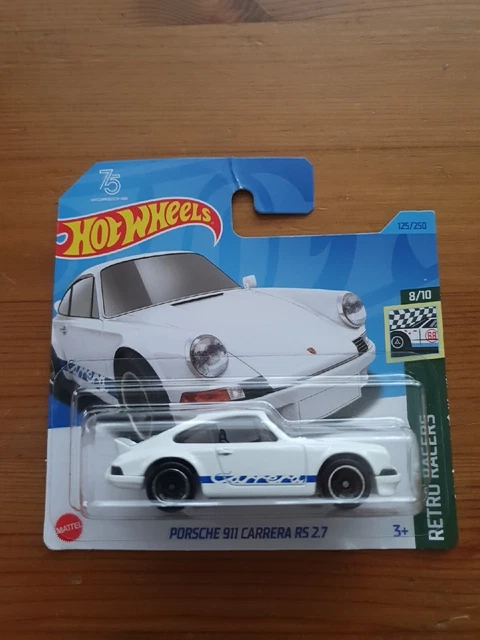 75
HOT WHEELS
125/250
8/10
68
Carrera
Carrera
RETRO RACERS
MATTEL
PORSCHE 911 CARRERA RS 2.7
3+